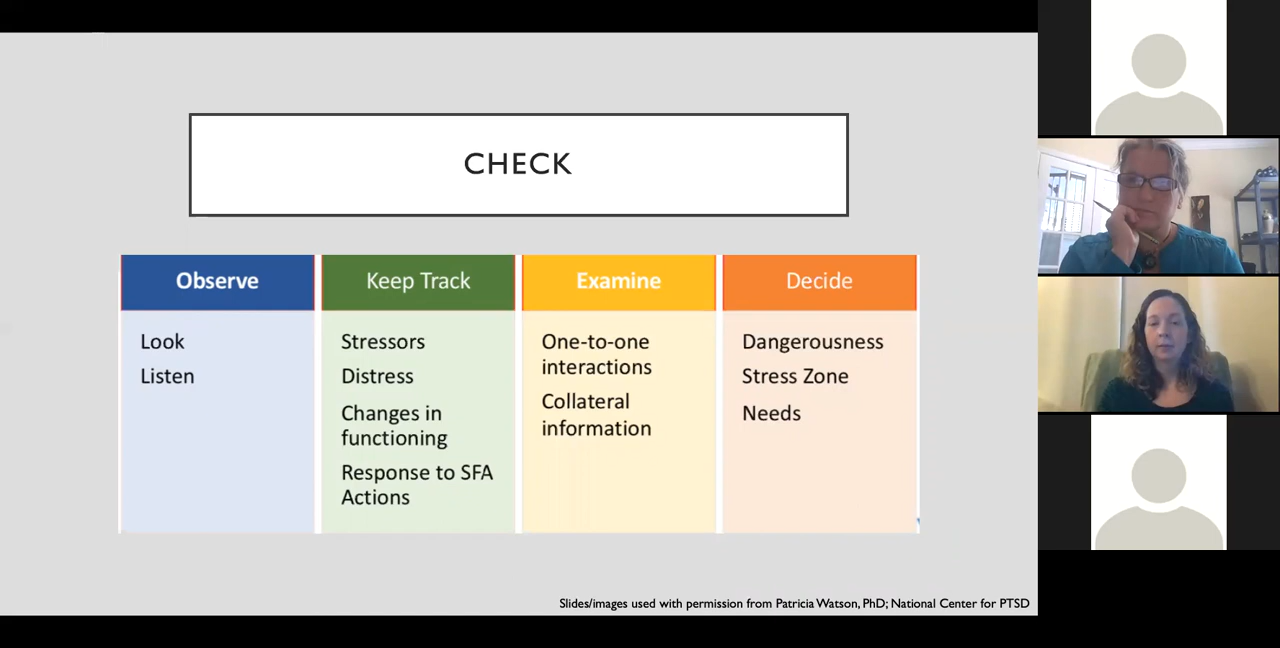 CHECK
Observe
Look
Listen
Keep Track
Stressors
Distress
Changes in
functioning
Response to SFA
Actions
Examine
One-to-one
interactions
Collateral
information
Decide
Dangerousness
Stress Zone
Needs
Slides/images used with permission from Patricia Watson, PhD; National Center for PTSD